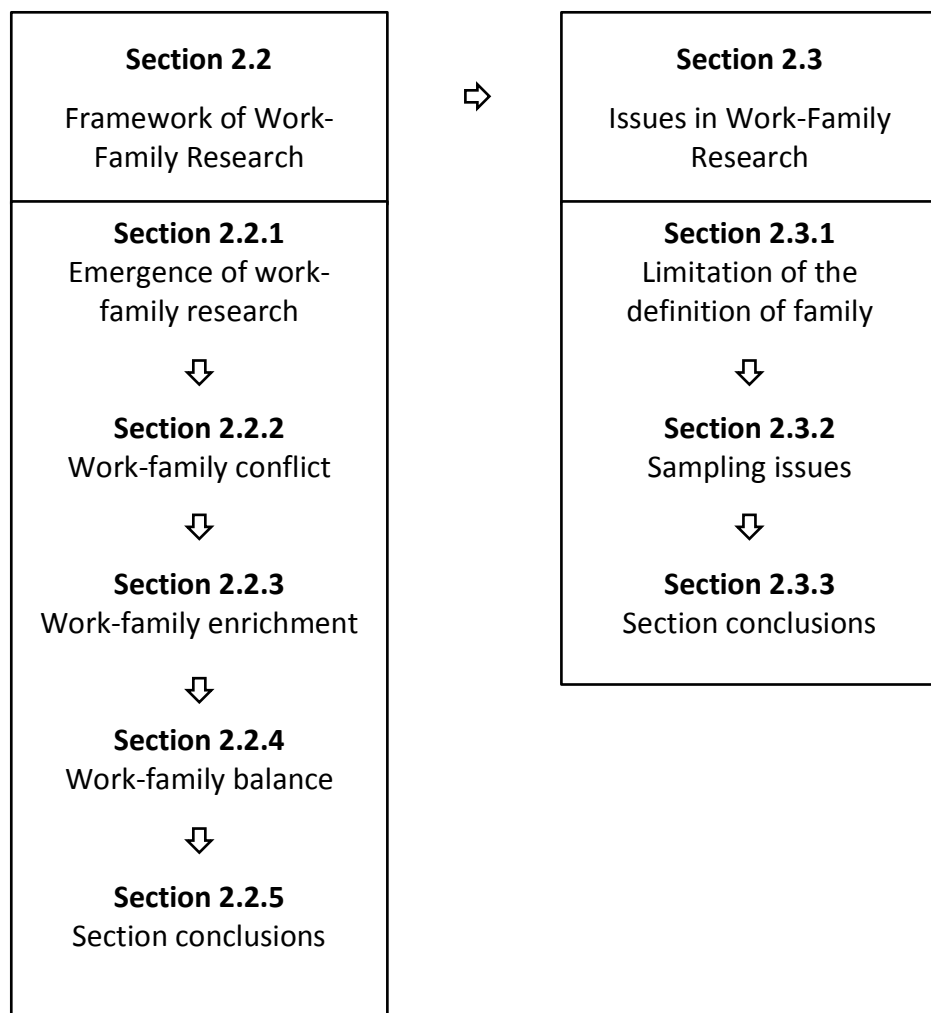 Section 2.2
Framework of Work-
Family Research
Section 2.2.1
Emergence of work-
family research
Section 2.2.2
Work-family conflict
Section 2.2.3
Work-family enrichment
Section 2.2.4
Work-family balance
Section 2.2.5
Section conclusions
Section 2.3
Issues in Work-Family
Research
Section 2.3.1
Limitation of the
definition of family
Section 2.3.2
Sampling issues
Section 2.3.3
Section conclusions